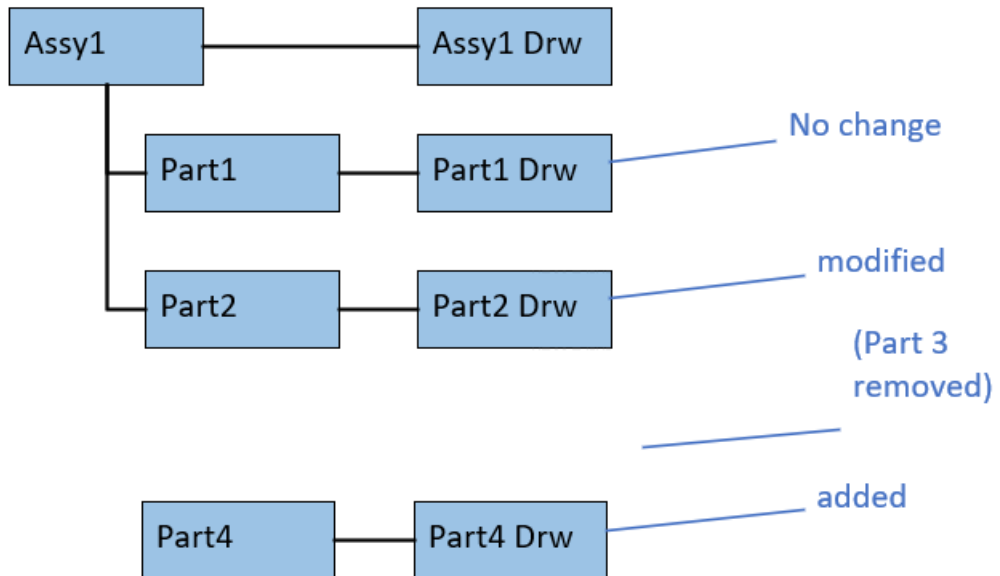 Assy1
Assy1 Drw
No change
Part1
Part1 Drw
modified
Part2
Part2 Drw
(Part 3
removed)
added
Part4
Part4 Drw